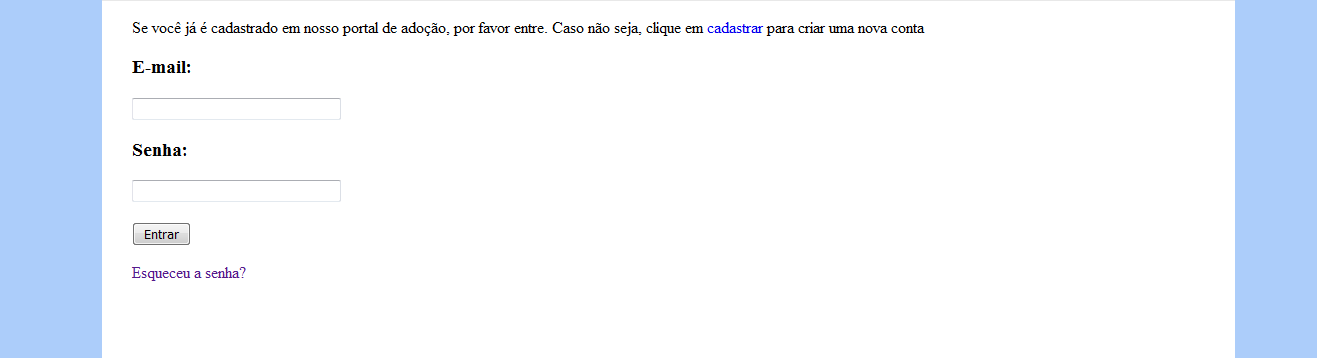 Se você já é cadastrado em nosso portal de adoção, por favor entre. Caso não seja, clique em cadastrar para criar uma nova conta
E-mail:
Senha:
Entrar
Esqueceu a senha?